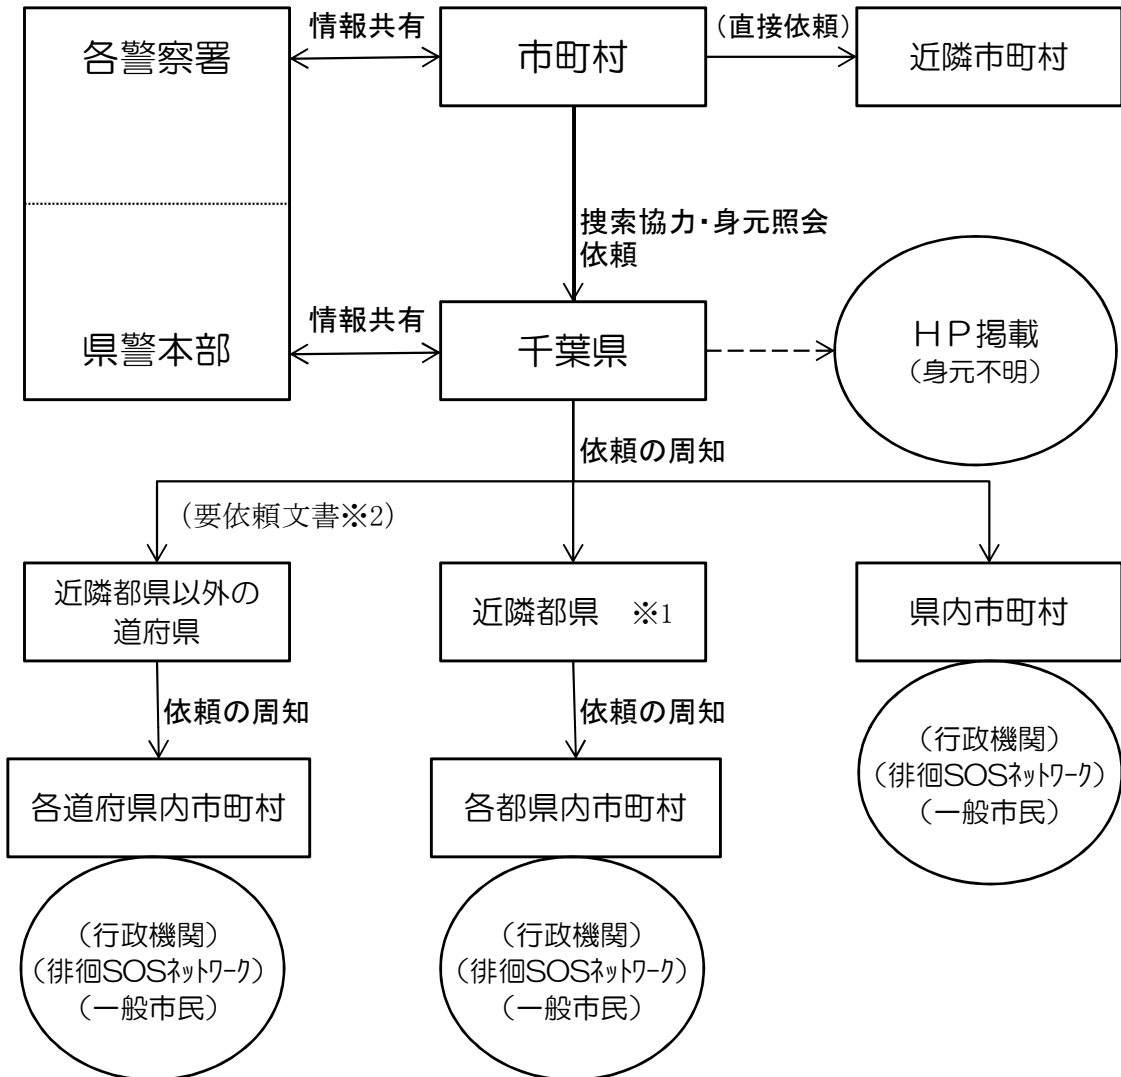 各警察署
情報共有
市町村
(直接依頼)
近隣市町村
捜索協力・身元照会
依頼
県警本部
情報共有
千葉県
HP掲載
(身元不明)
依頼の周知
(要依頼文書※2)
近隣都県以外の
道府県
近隣都県 ※1
県内市町村
依頼の周知
依頼の周知
(行政機関)
(徘徊SOSネットワーク)
(一般市民)
各道府県内市町村
各都県内市町村
(行政機関)
(徘徊SOSネットワーク)
(一般市民)
(行政機関)
(徘徊SOSネットワーク)
(一般市民)